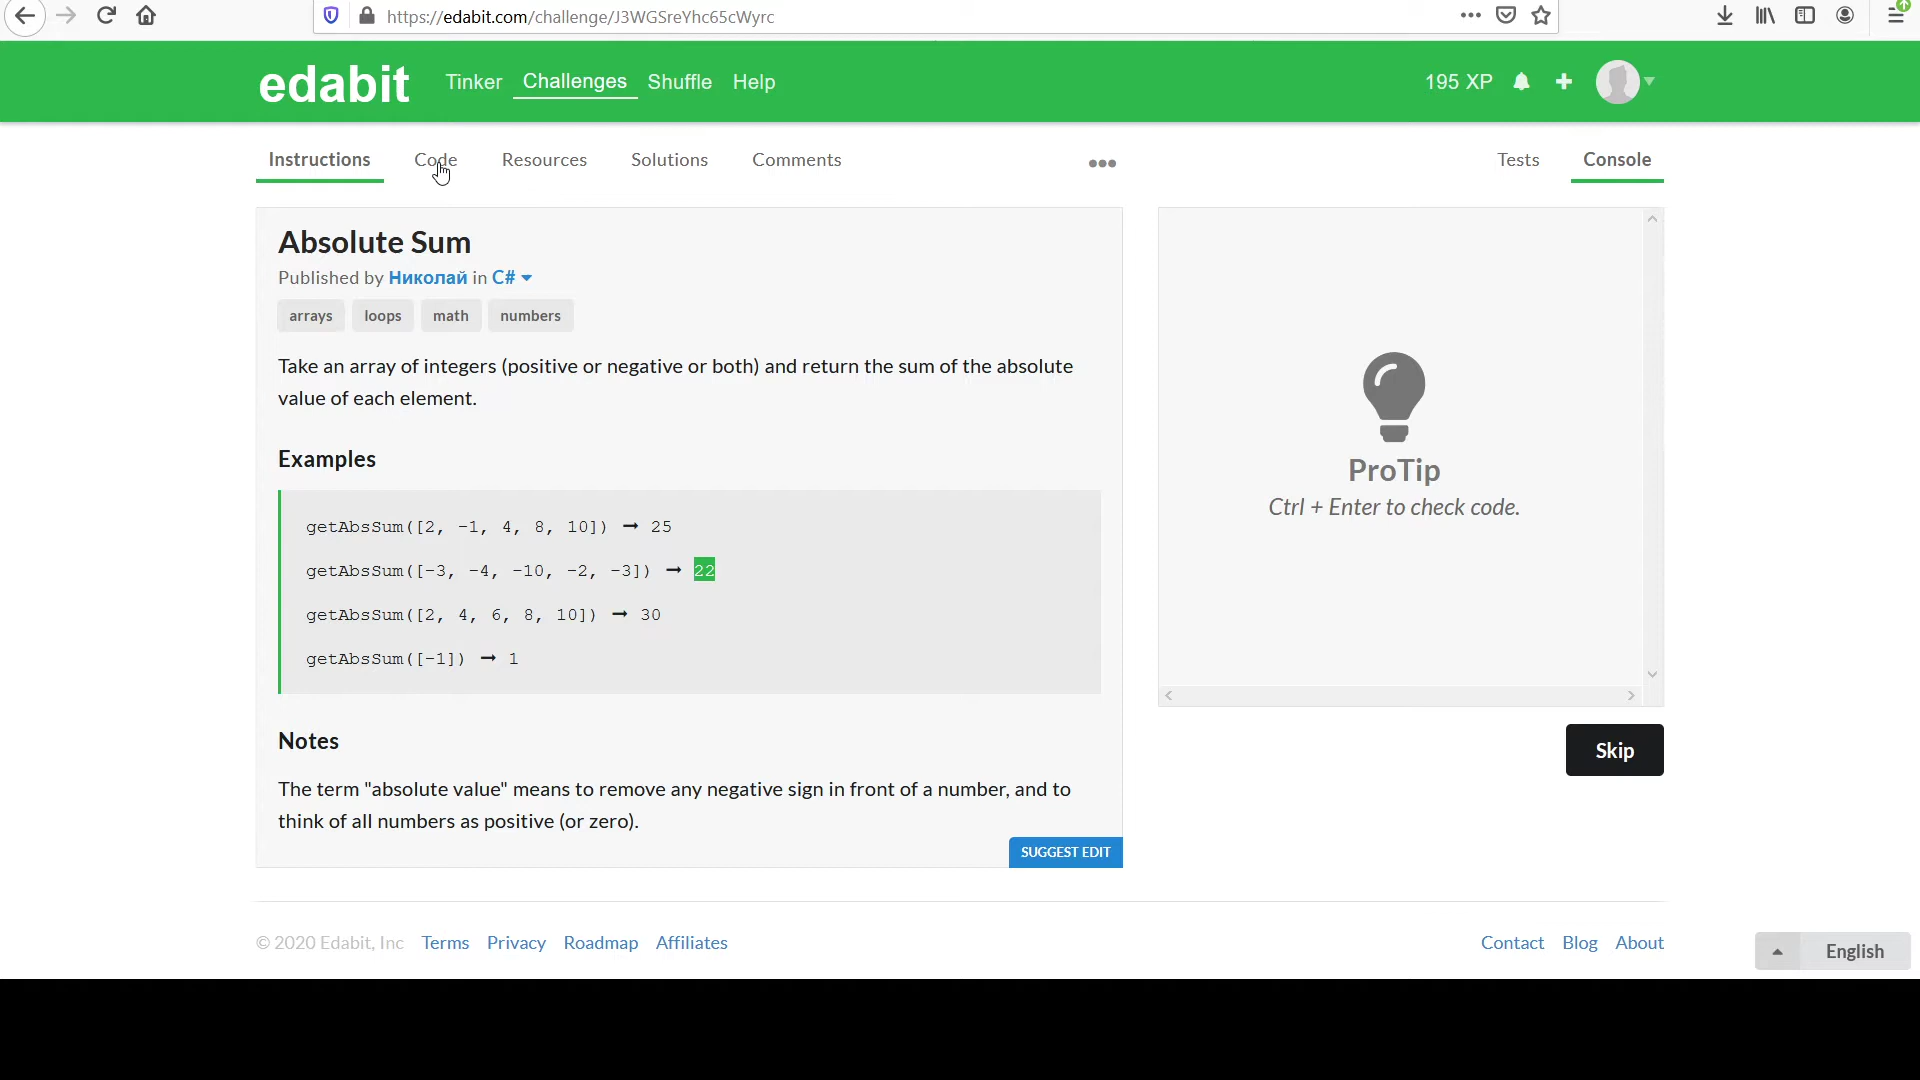 https://edabit.com/challenge/J3WGSreYhc65cWyrc
edabit Tinker Challenges Shuffle Help 195 XP
Instructions Code Resources Solutions Comments Tests Console
Absolute Sum
Published by Николай in C#
arrays loops math numbers
Take an array of integers (positive or negative or both) and return the sum of the absolute
value of each element.
Examples
getAbsSum([2, -1, 4, 8, 10]) ➞ 25
getAbsSum([-3, -4, -10, -2, -3]) ➞ 22
getAbsSum([2, 4, 6, 8, 10]) ➞ 30
getAbsSum([-1]) ➞ 1
Notes
The term "absolute value" means to remove any negative sign in front of a number, and to
think of all numbers as positive (or zero).
SUGGEST EDIT
ProTip
Ctrl + Enter to check code.
Skip
© 2020 Edabit, Inc Terms Privacy Roadmap Affiliates Contact Blog About
English